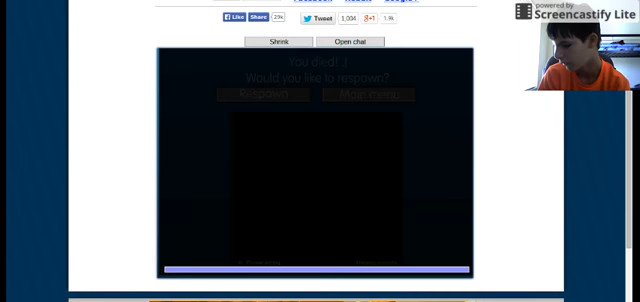 powered by
Screencastify Lite
Like Share 23k Tweet 1,004 +1 1.9k
Shrink Open chat
You died! :(
Would you like to respawn?
Respawn Main menu